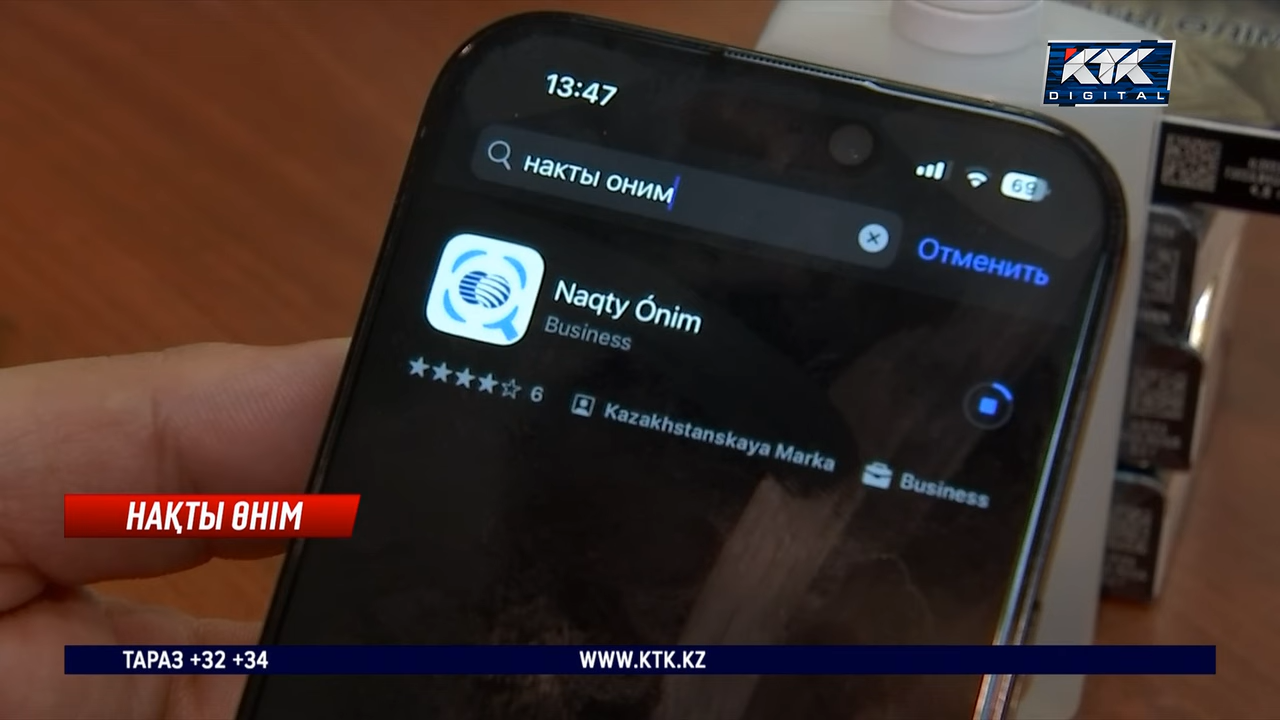 КТК
DIGITAL
13:47
69
накты оним
Отменить
Naqty Ónim
Business
6
Kazakhstanskaya Marka
Business
НАҚТЫ ӨНІМ
ТАРАЗ +32 +34
WWW.KTK.KZ